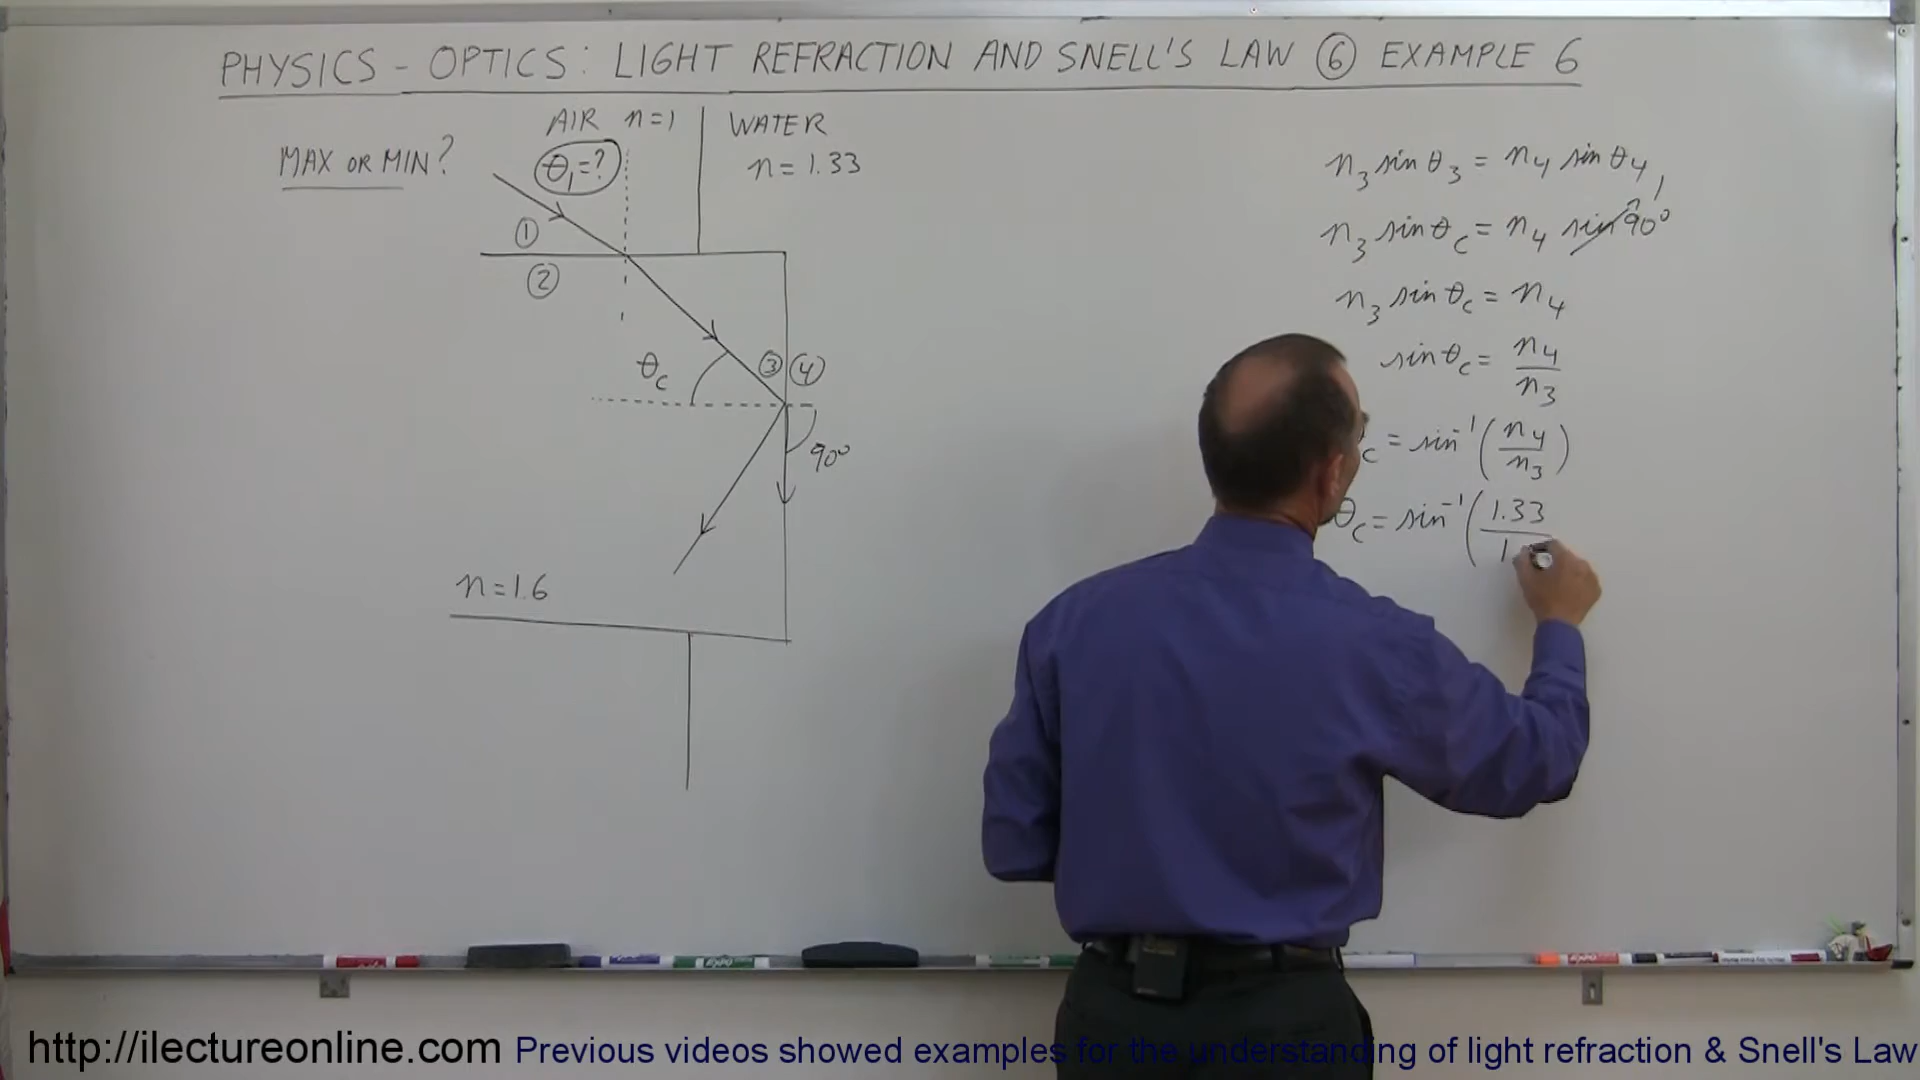 PHYSICS - OPTICS: LIGHT REFRACTION AND SNELL'S LAW ⑥ EXAMPLE 6
MAX OR MIN?
AIR n=1
θ₁=?
WATER
n=1.33
①
②
③ ④
θc
90°
n=1.6
n₃ sin θ₃ = n₄ sin θ₄
1
n₃ sin θc = n₄ sin 90°
n₃ sin θc = n₄
sin θc = n₄/n₃
c = sin⁻¹(n₄/n₃)
θc = sin⁻¹(1.33/1.
http://ilectureonline.com Previous videos showed examples for the understanding of light refraction & Snell's Law